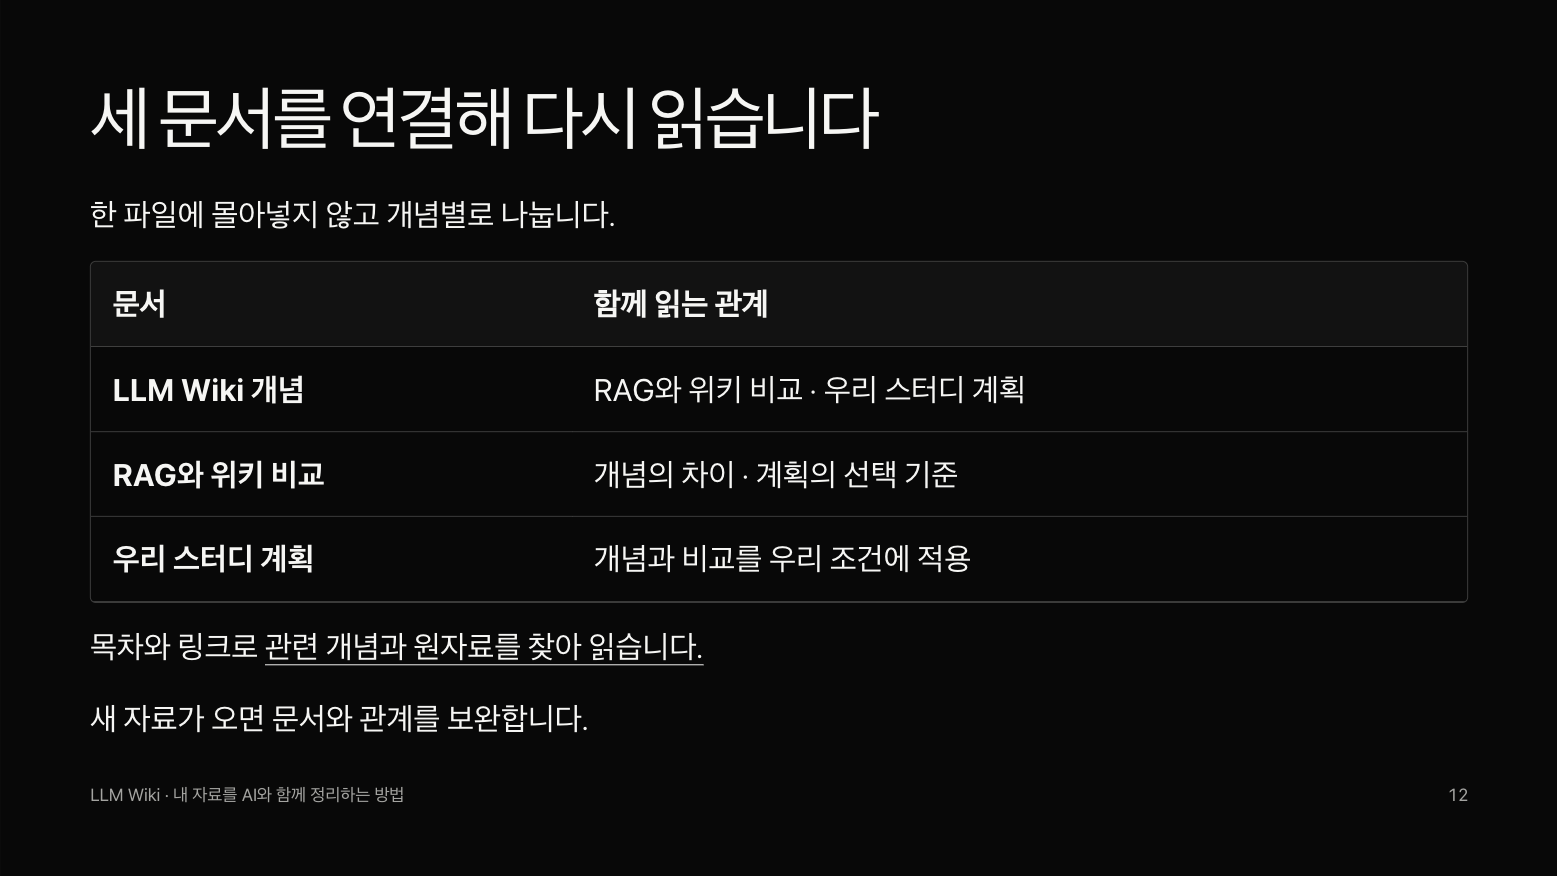 세 문서를 연결해 다시 읽습니다
한 파일에 몰아넣지 않고 개념별로 나눕니다.
문서 함께 읽는 관계
LLM Wiki 개념 RAG와 위키 비교 · 우리 스터디 계획
RAG와 위키 비교 개념의 차이 · 계획의 선택 기준
우리 스터디 계획 개념과 비교를 우리 조건에 적용
목차와 링크로 관련 개념과 원자료를 찾아 읽습니다.
새 자료가 오면 문서와 관계를 보완합니다.
LLM Wiki · 내 자료를 AI와 함께 정리하는 방법 12